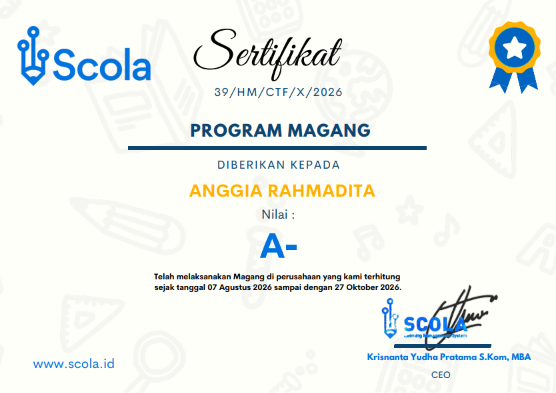 Scola
Sertifikat
39/HM/CTF/X/2026
PROGRAM MAGANG
DIBERIKAN KEPADA
ANGGIA RAHMADITA
Nilai :
A-
Telah melaksanakan Magang di perusahaan yang kami terhitung
sejak tanggal 07 Agustus 2026 sampai dengan 27 Oktober 2026.
SCOLA
Krisnanta Yudha Pratama S.Kom, MBA
CEO
www.scola.id